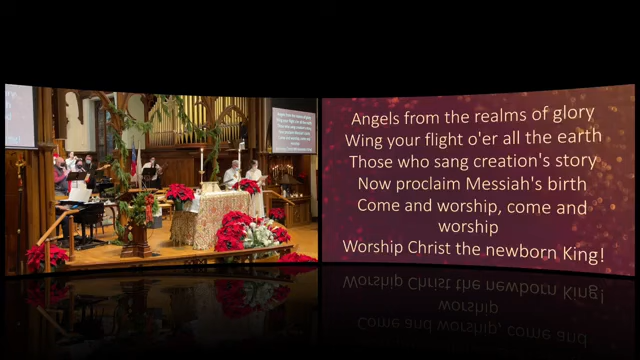 Angels from the realms of glory
Wing your flight o'er all the earth
Those who sang creation's story
Now proclaim Messiah's birth
Come and worship, come and
worship
Worship Christ the newborn King!